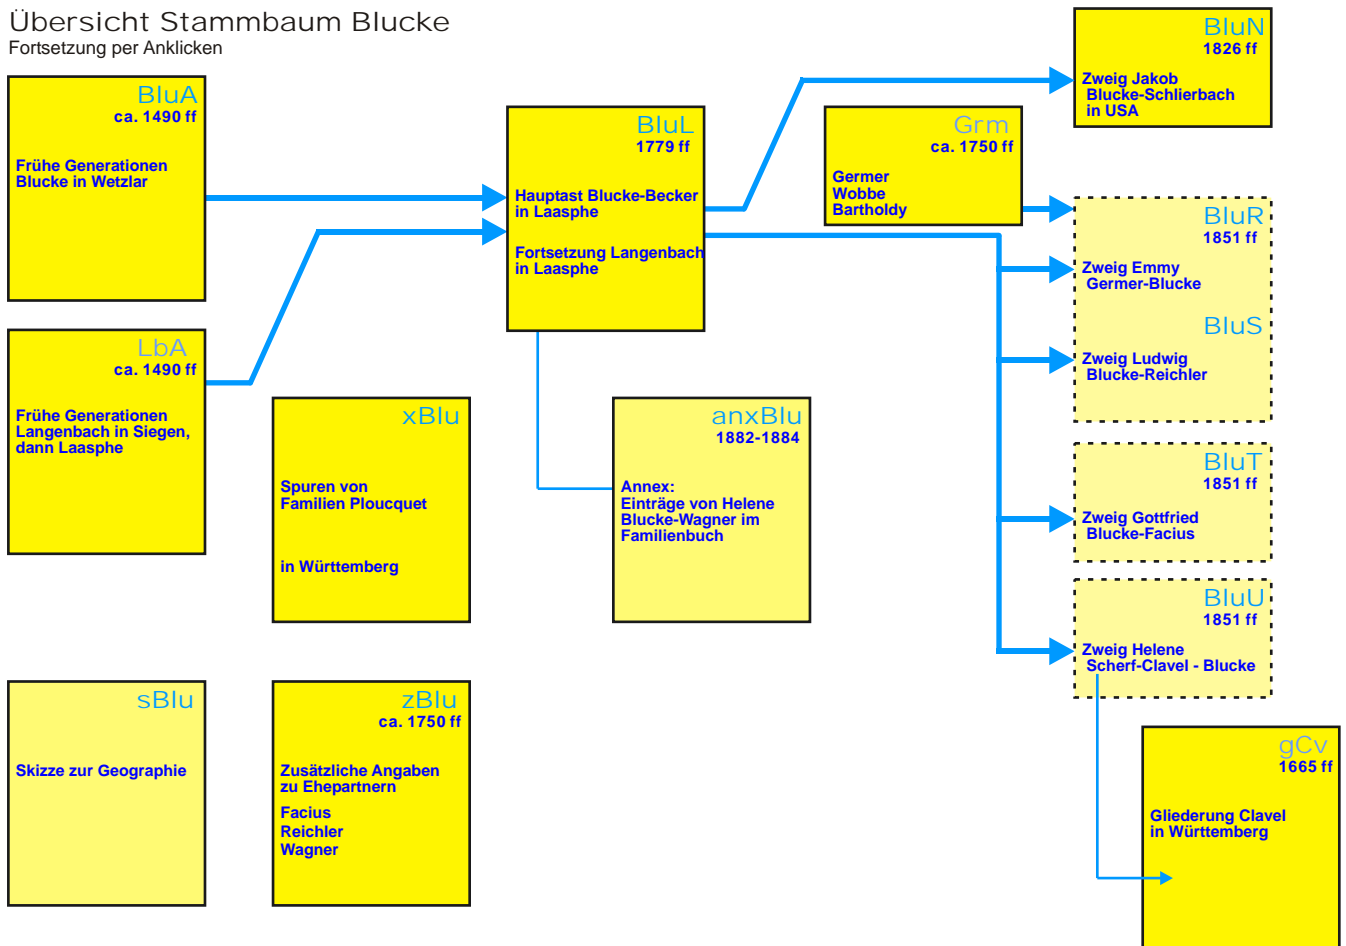 Übersicht Stammbaum Blucke
Fortsetzung per Anklicken
BluA
ca. 1490 ff
Frühe Generationen
Blucke in Wetzlar
LbA
ca. 1490 ff
Frühe Generationen
Langenbach in Siegen,
dann Laasphe
xBlu
Spuren von
Familien Ploucquet
in Württemberg
sBlu
Skizze zur Geographie
zBlu
ca. 1750 ff
Zusätzliche Angaben
zu Ehepartnern
Facius
Reichler
Wagner
BluL
1779 ff
Hauptast Blucke-Becker
in Laasphe
Fortsetzung Langenbach
in Laasphe
anxBlu
1882-1884
Annex:
Einträge von Helene
Blucke-Wagner im
Familienbuch
Grm
ca. 1750 ff
Germer
Wobbe
Bartholdy
BluN
1826 ff
Zweig Jakob
Blucke-Schlierbach
in USA
BluR
1851 ff
Zweig Emmy
Germer-Blucke
BluS
Zweig Ludwig
Blucke-Reichler
BluT
1851 ff
Zweig Gottfried
Blucke-Facius
BluU
1851 ff
Zweig Helene
Scherf-Clavel - Blucke
gCv
1665 ff
Gliederung Clavel
in Württemberg